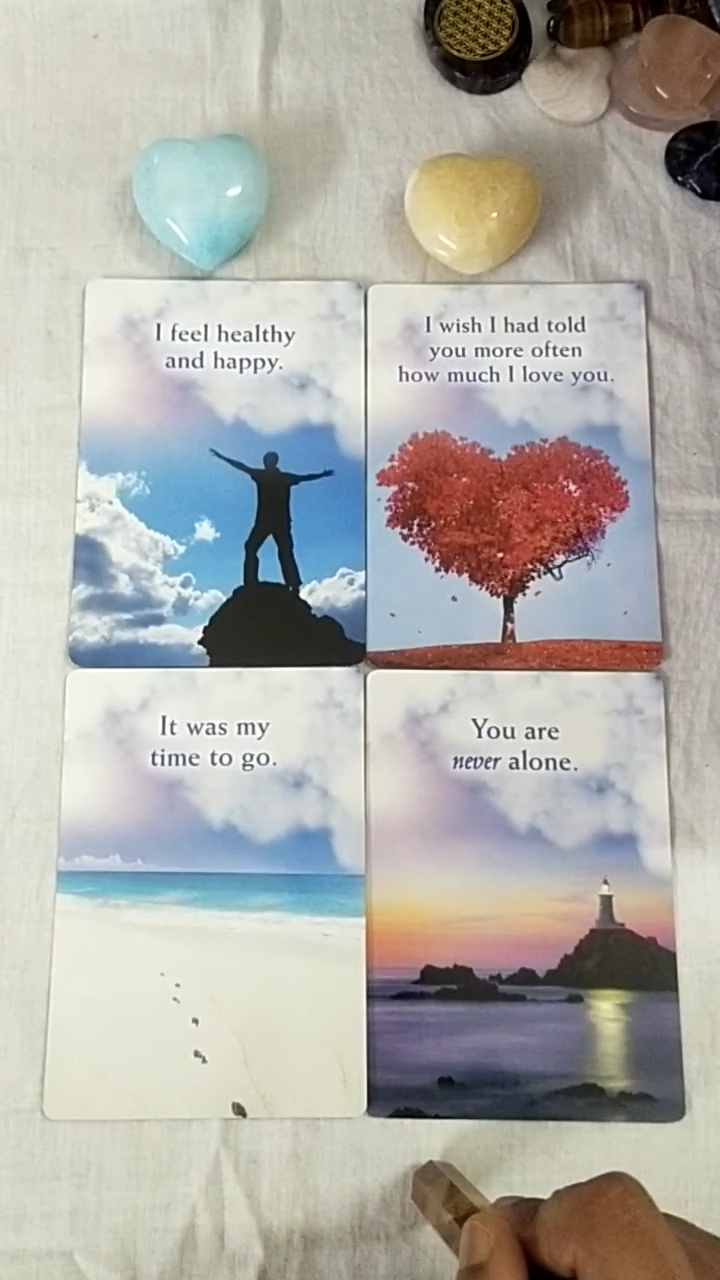 I feel healthy
and happy.
I wish I had told
you more often
how much I love you.
It was my
time to go.
You are
never alone.